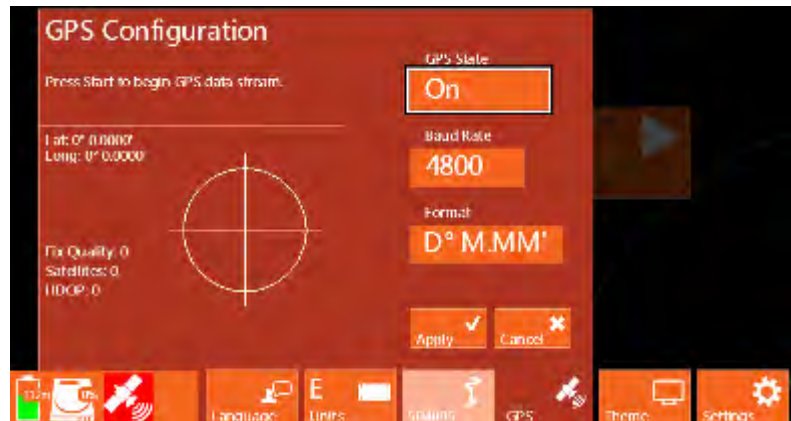 GPS Configuration
Press Start to begin GPS data stream.
Lat: 0° 0.0000'
Long: 0° 0.0000'
Fix Quality: 0
Satellites: 0
HDOP: 0
GPS State
On
Baud Rate
4800
Format
D° M.MM'
Apply
Cancel
Language
E
Units
GPS
Theme
Settings